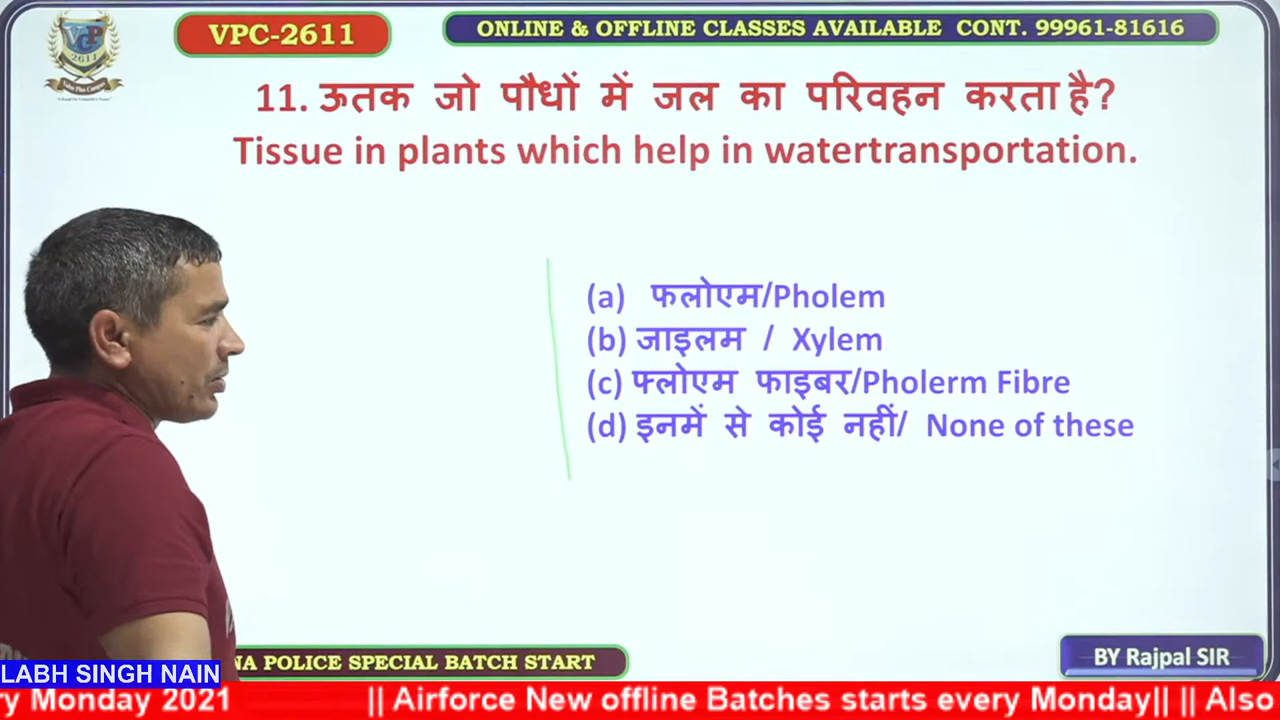 VPC-2611
ONLINE & OFFLINE CLASSES AVAILABLE CONT. 99961-81616
VCP
2611
11. ऊतक जो पौधों में जल का परिवहन करता है?
Tissue in plants which help in watertransportation.
(a) फलोएम/Pholem
(b) जाइलम / Xylem
(c) फ्लोएम फाइबर/Pholerm Fibre
(d) इनमें से कोई नहीं/ None of these
NA POLICE SPECIAL BATCH START
BY Rajpal SIR
LABH SINGH NAIN
ry Monday 2021 || Airforce New offline Batches starts every Monday|| || Also